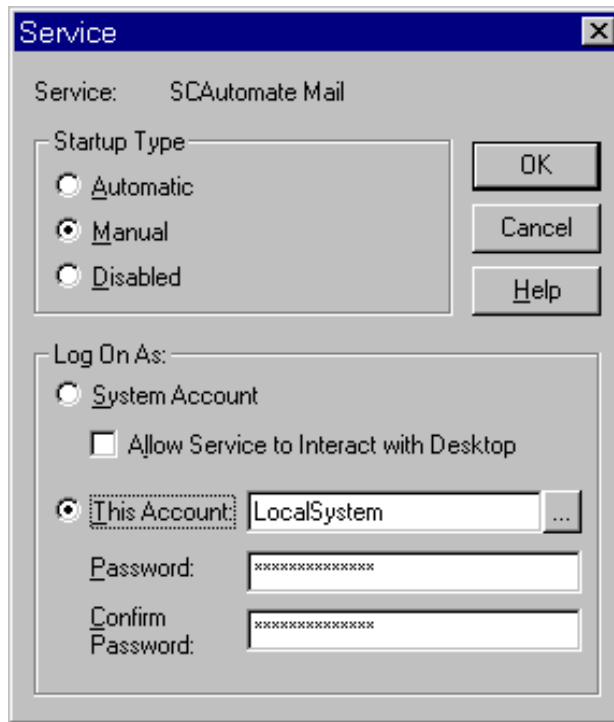 Service
Service: SCAutomate Mail
Startup Type
Automatic
Manual
Disabled
OK
Cancel
Help
Log On As:
System Account
Allow Service to Interact with Desktop
This Account: LocalSystem ...
Password: **************
Confirm
Password: **************